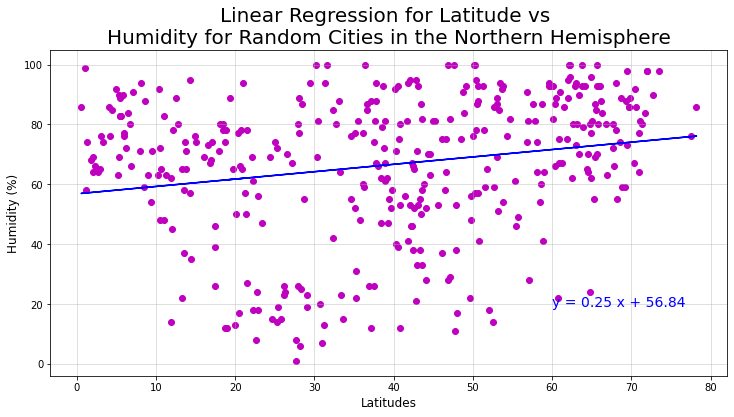 Linear Regression for Latitude vs
Humidity for Random Cities in the Northern Hemisphere
100
80
60
40
20
0
Humidity (%)
y = 0.25 x + 56.84
0 10 20 30 40 50 60 70 80
Latitudes